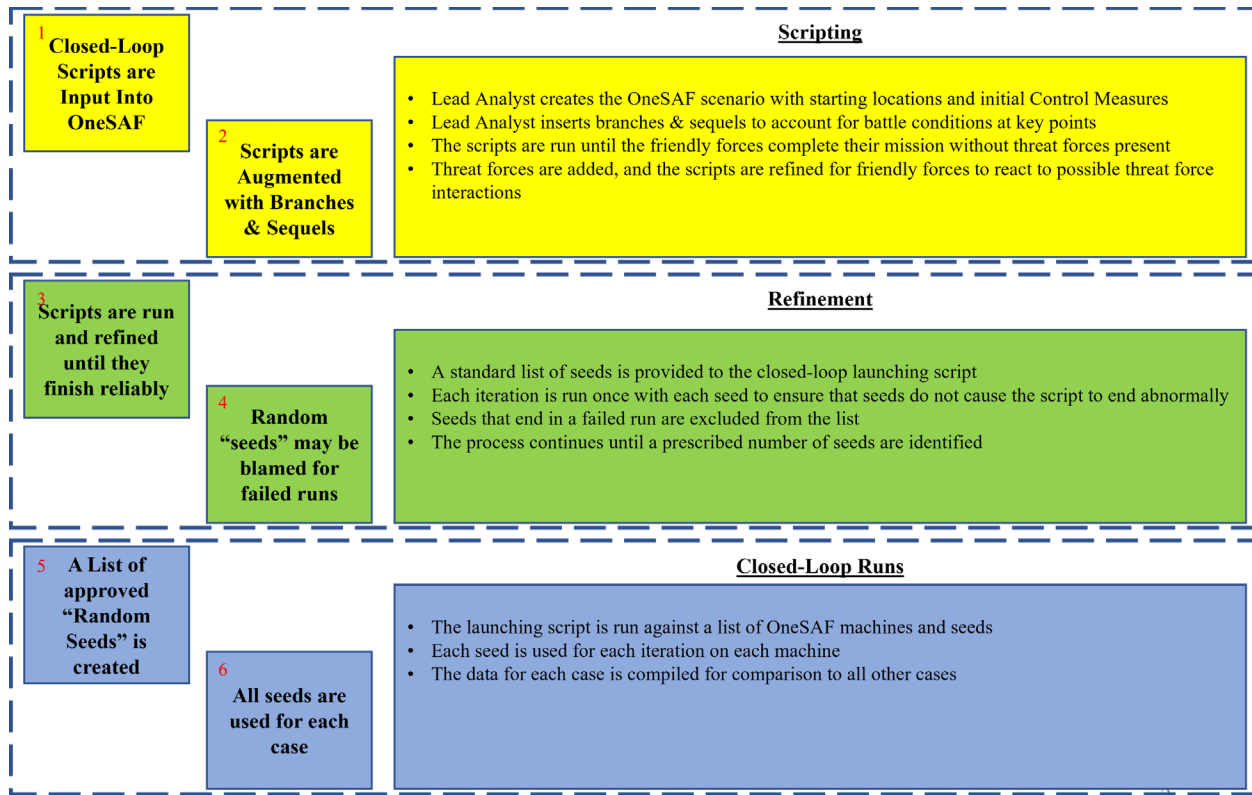 1
Closed-Loop
Scripts are
Input Into
OneSAF
2
Scripts are
Augmented
with Branches
& Sequels
Scripting
• Lead Analyst creates the OneSAF scenario with starting locations and initial Control Measures
• Lead Analyst inserts branches & sequels to account for battle conditions at key points
• The scripts are run until the friendly forces complete their mission without threat forces present
• Threat forces are added, and the scripts are refined for friendly forces to react to possible threat force
interactions
3
Scripts are run
and refined
until they
finish reliably
4
Random
“seeds” may be
blamed for
failed runs
Refinement
• A standard list of seeds is provided to the closed-loop launching script
• Each iteration is run once with each seed to ensure that seeds do not cause the script to end abnormally
• Seeds that end in a failed run are excluded from the list
• The process continues until a prescribed number of seeds are identified
5
A List of
approved
“Random
Seeds” is
created
6
All seeds are
used for each
case
Closed-Loop Runs
• The launching script is run against a list of OneSAF machines and seeds
• Each seed is used for each iteration on each machine
• The data for each case is compiled for comparison to all other cases